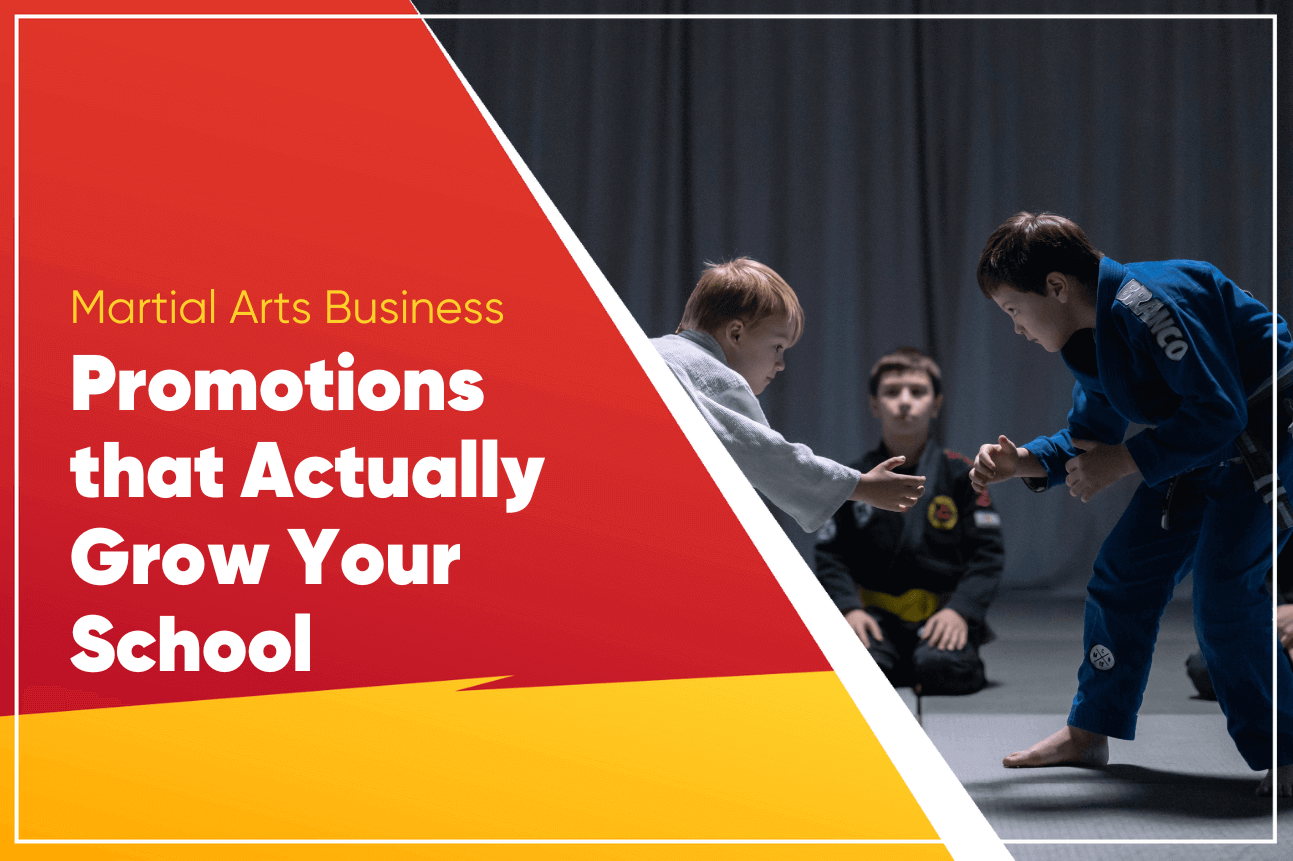 Martial Arts Business
Promotions
that Actually
Grow Your
School
BRANCO